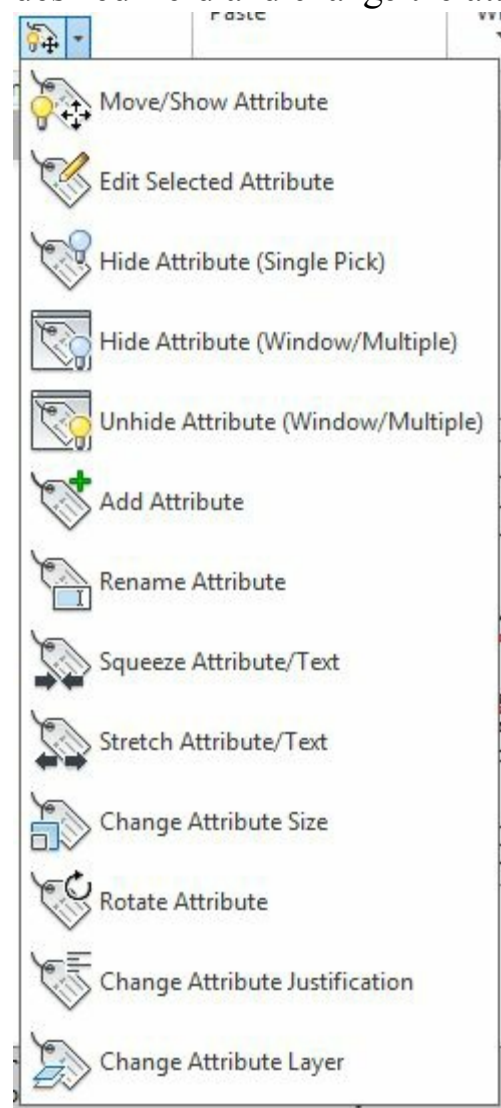 Paste
Move/Show Attribute
Edit Selected Attribute
Hide Attribute (Single Pick)
Hide Attribute (Window/Multiple)
Unhide Attribute (Window/Multiple)
Add Attribute
Rename Attribute
Squeeze Attribute/Text
Stretch Attribute/Text
Change Attribute Size
Rotate Attribute
Change Attribute Justification
Change Attribute Layer